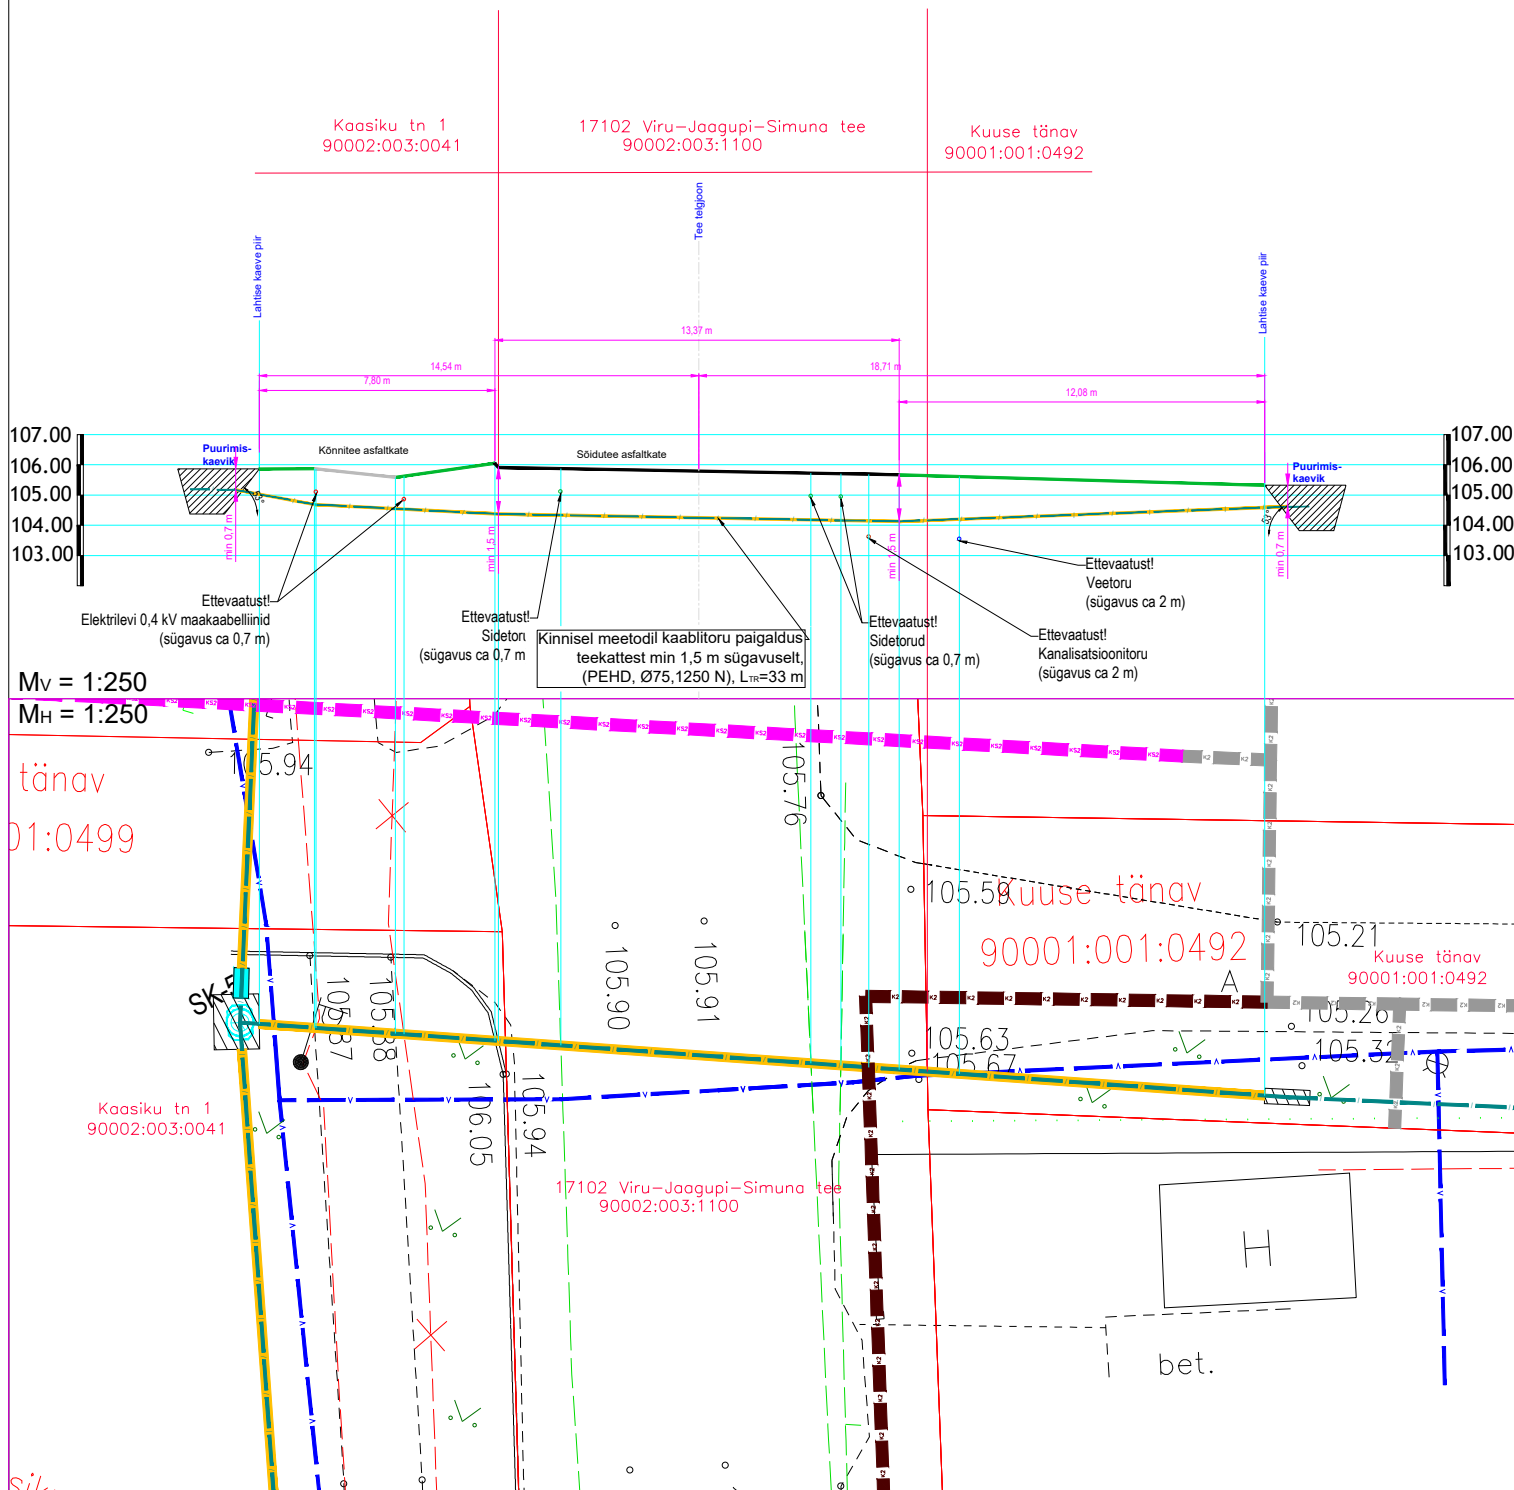 Kaasiku tn 1
90002:003:0041
17102 Viru-Jaagupi-Simuna tee
90002:003:1100
Kuuse tänav
90001:001:0492
Lahtise kaeve piir
Tee telgjoon
Lahtise kaeve piir
13,37 m
14,54 m
18,71 m
7,80 m
12,08 m
107.00
106.00
105.00
104.00
103.00
107.00
106.00
105.00
104.00
103.00
Puurimis-
kaevik
Könnitee asfaltkate
Söidutee asfaltkate
Puurimis-
kaevik
53°
53°
min 0,7 m
min 1,5 m
min 1,5 m
min 0,7 m
Ettevaatust!
Elektrilevi 0,4 kV maakaabelliinid
(sügavus ca 0,7 m)
Ettevaatust!
Sidetoru
(sügavus ca 0,7 m
Kinnisel meetodil kaablitoru paigaldus
teekattest min 1,5 m sügavuselt,
(PEHD, Ø75,1250 N), LTR=33 m
Ettevaatust!
Sidetorud
(sügavus ca 0,7 m)
Ettevaatust!
Kanalisatsioonitoru
(sügavus ca 2 m)
Ettevaatust!
Veetoru
(sügavus ca 2 m)
MV = 1:250
MH = 1:250
105.94
tänav
01:0499
105.76
105.59
Kuuse tänav
90001:001:0492
105.21
Kuuse tänav
90001:001:0492
A
105.26
105.32
SK-5
105.87
105.88
105.90
105.91
105.63
105.67
106.05
105.94
Kaasiku tn 1
90002:003:0041
17102 Viru-Jaagupi-Simuna tee
90002:003:1100
H
bet.